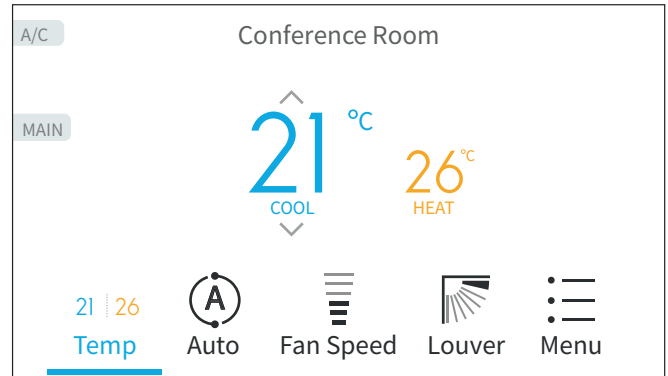 A/C
Conference Room
MAIN
21 °C
COOL
26 °C
HEAT
21 26
A
Temp Auto Fan Speed Louver Menu